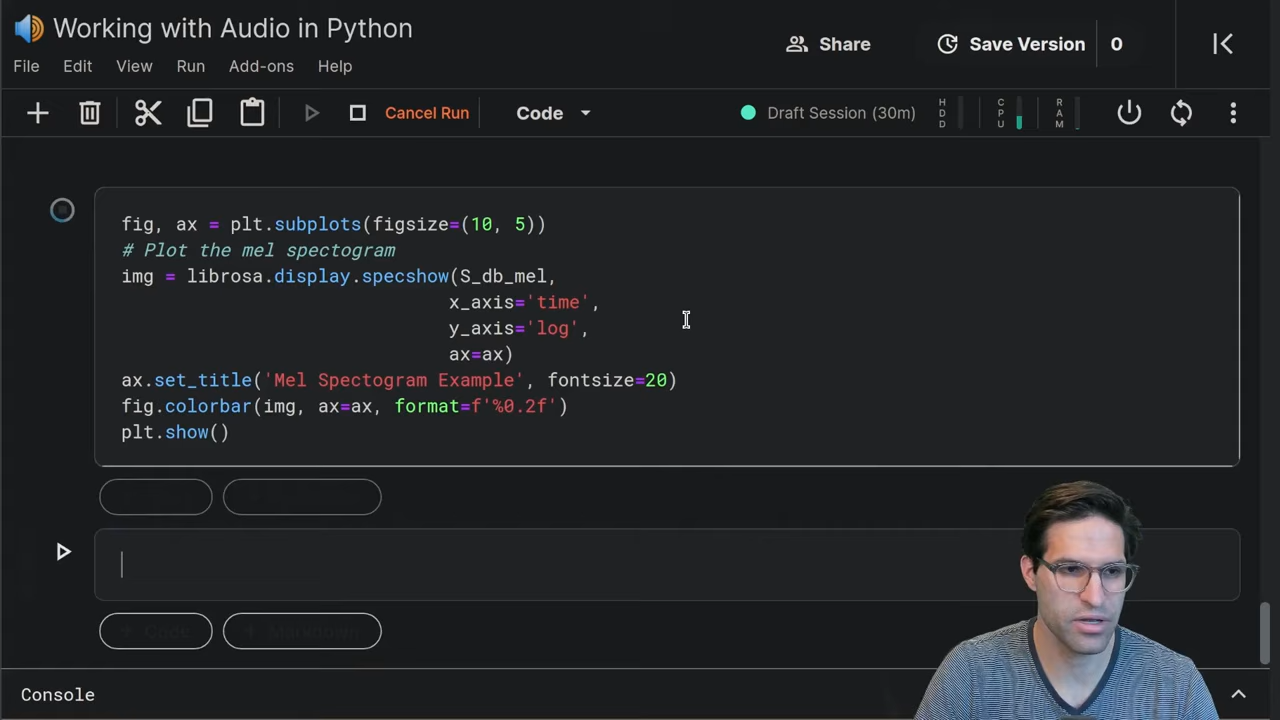 Working with Audio in Python
Share
Save Version
0
File Edit View Run Add-ons Help
Cancel Run
Code
Draft Session (30m)
HDD
CPU
RAM
fig, ax = plt.subplots(figsize=(10, 5))
# Plot the mel spectogram
img = librosa.display.specshow(S_db_mel,
x_axis='time',
y_axis='log',
ax=ax)
ax.set_title('Mel Spectogram Example', fontsize=20)
fig.colorbar(img, ax=ax, format=f'%0.2f')
plt.show()
+ Code + Markdown
Console